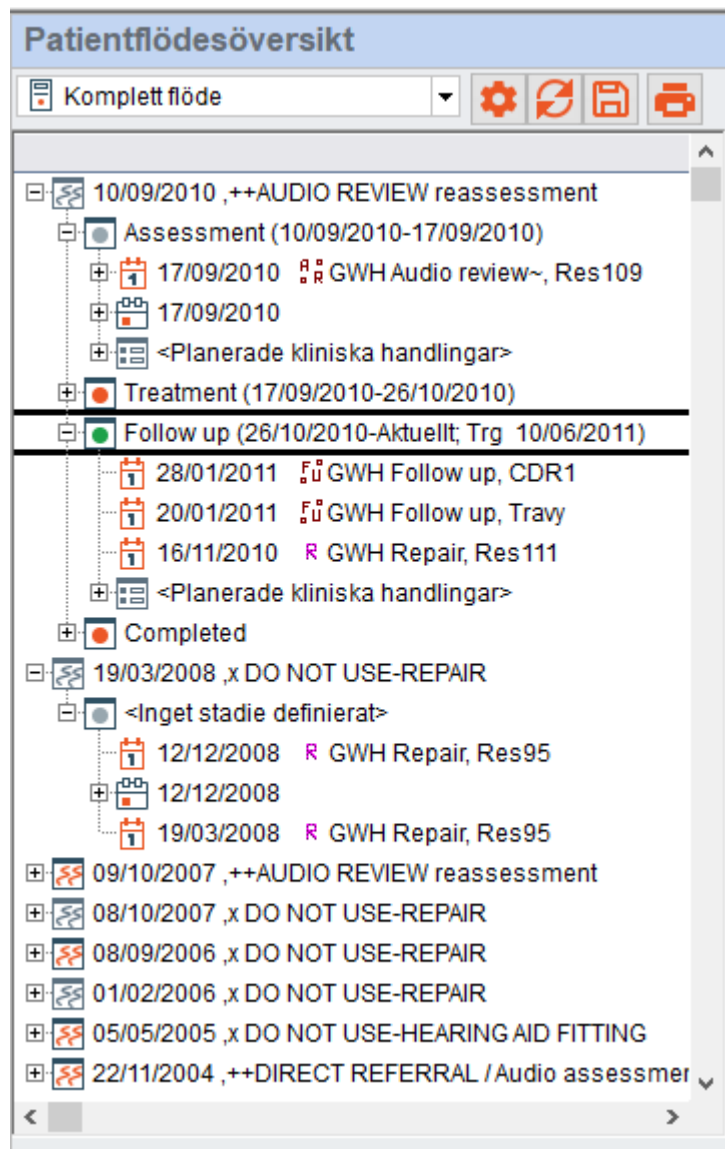 Patientflödesöversikt
Komplett flöde
10/09/2010 ,++AUDIO REVIEW reassessment
Assessment (10/09/2010-17/09/2010)
17/09/2010 AR GWH Audio review~, Res109
17/09/2010
<Planerade kliniska handlingar>
Treatment (17/09/2010-26/10/2010)
Follow up (26/10/2010-Aktuellt; Trg 10/06/2011)
28/01/2011 FU GWH Follow up, CDR1
20/01/2011 FU GWH Follow up, Travy
16/11/2010 R GWH Repair, Res111
<Planerade kliniska handlingar>
Completed
19/03/2008 ,x DO NOT USE-REPAIR
<Inget stadie definierat>
12/12/2008 R GWH Repair, Res95
12/12/2008
19/03/2008 R GWH Repair, Res95
09/10/2007 ,++AUDIO REVIEW reassessment
08/10/2007 ,x DO NOT USE-REPAIR
08/09/2006 ,x DO NOT USE-REPAIR
01/02/2006 ,x DO NOT USE-REPAIR
05/05/2005 ,x DO NOT USE-HEARING AID FITTING
22/11/2004 ,++DIRECT REFERRAL / Audio assessmer